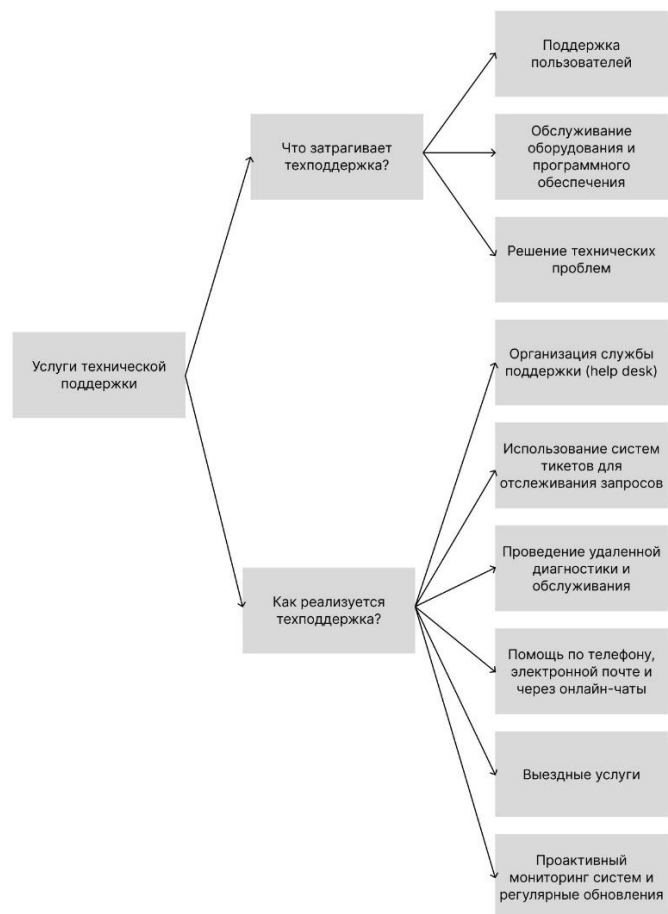 Услуги технической
поддержки
Что затрагивает
техподдержка?
Поддержка
пользователей
Обслуживание
оборудования и
программного
обеспечения
Решение технических
проблем
Как реализуется
техподдержка?
Организация службы
поддержки (help desk)
Использование систем
тикетов для
отслеживания запросов
Проведение удаленной
диагностики и
обслуживания
Помощь по телефону,
электронной почте и
через онлайн-чаты
Выездные услуги
Проактивный
мониторинг систем и
регулярные обновления